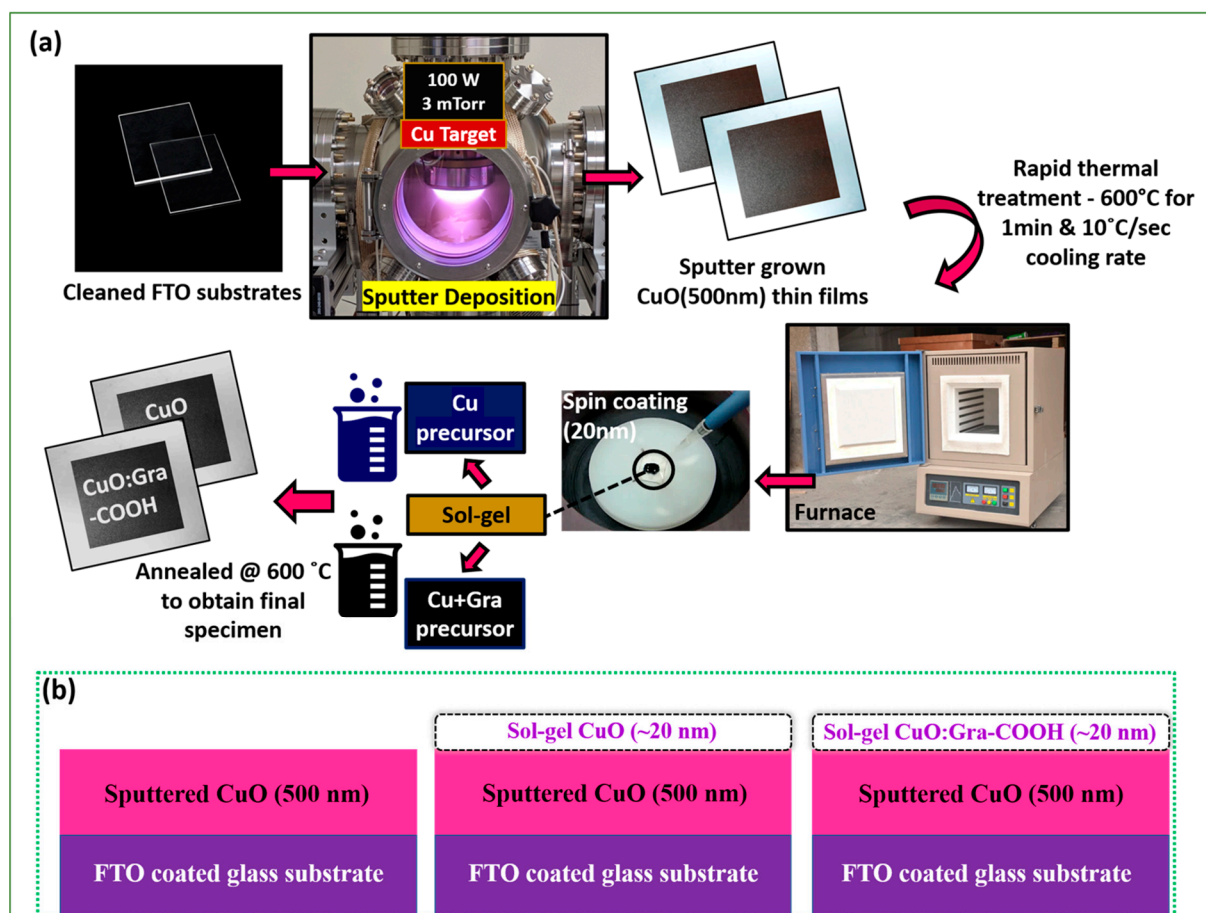 (a)
100 W
3 mTorr
Cu Target
Cleaned FTO substrates
Sputter Deposition
Sputter grown
CuO(500nm) thin films
Rapid thermal
treatment - 600°C for
1min & 10˚C/sec
cooling rate
CuO
CuO:Gra
-COOH
Annealed @ 600 ˚C
to obtain final
specimen
Cu
precursor
Sol-gel
Cu+Gra
precursor
Spin coating
(20nm)
Furnace
(b)
Sputtered CuO (500 nm)
FTO coated glass substrate
Sol-gel CuO (~20 nm)
Sputtered CuO (500 nm)
FTO coated glass substrate
Sol-gel CuO:Gra-COOH (~20 nm)
Sputtered CuO (500 nm)
FTO coated glass substrate